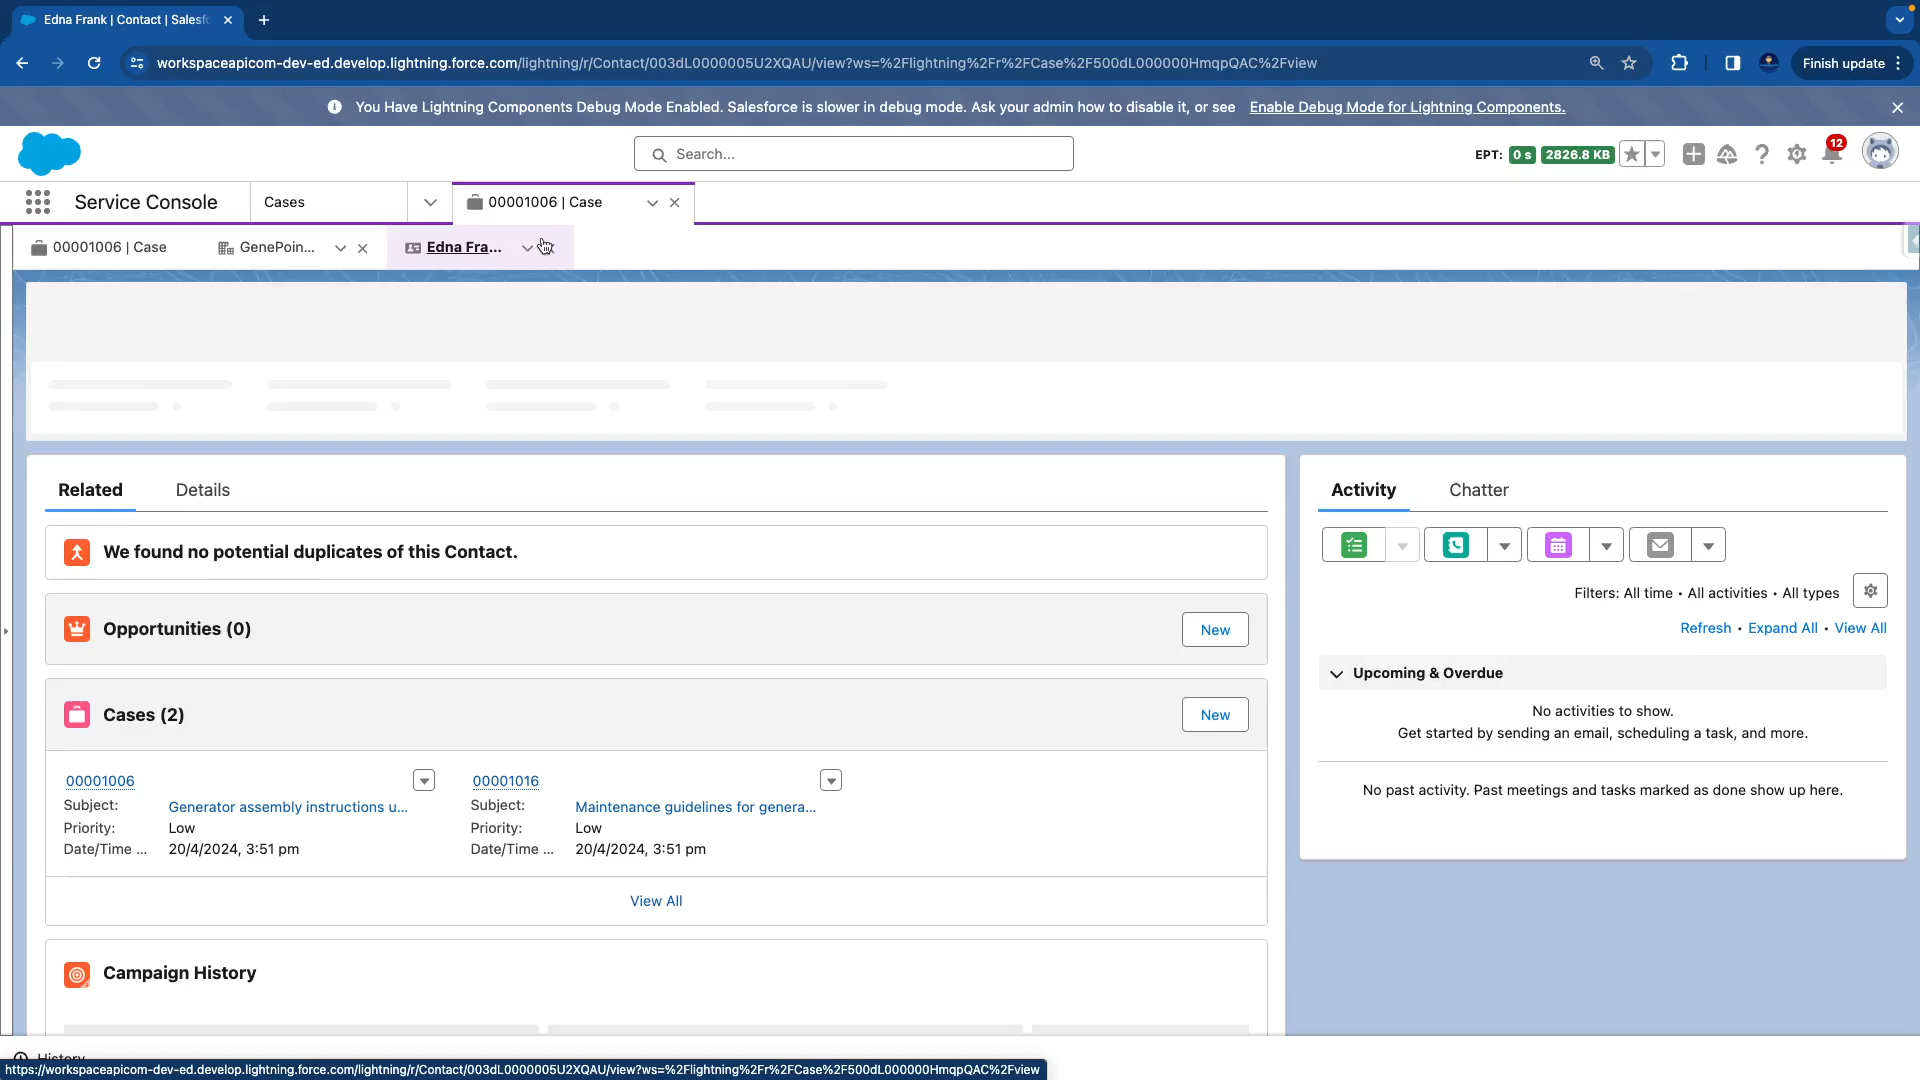 Edna Frank | Contact | Salesfo
workspaceapicom-dev-ed.develop.lightning.force.com/lightning/r/Contact/003dL0000005U2XQAU/view?ws=%2Flightning%2Fr%2FCase%2F500dL000000HmqpQAC%2Fview
Finish update
You Have Lightning Components Debug Mode Enabled. Salesforce is slower in debug mode. Ask your admin how to disable it, or see Enable Debug Mode for Lightning Components.
Search...
EPT: 0 s 2826.8 KB
12
Service Console
Cases
00001006 | Case
00001006 | Case
GenePoin...
Edna Fra...
Related
Details
We found no potential duplicates of this Contact.
Opportunities (0)
New
Cases (2)
New
00001006
Subject: Generator assembly instructions u...
Priority: Low
Date/Time ... 20/4/2024, 3:51 pm
00001016
Subject: Maintenance guidelines for genera...
Priority: Low
Date/Time ... 20/4/2024, 3:51 pm
View All
Campaign History
Activity
Chatter
Filters: All time • All activities • All types
Refresh • Expand All • View All
Upcoming & Overdue
No activities to show.
Get started by sending an email, scheduling a task, and more.
No past activity. Past meetings and tasks marked as done show up here.
History
https://workspaceapicom-dev-ed.develop.lightning.force.com/lightning/r/Contact/003dL0000005U2XQAU/view?ws=%2Flightning%2Fr%2FCase%2F500dL000000HmqpQAC%2Fview